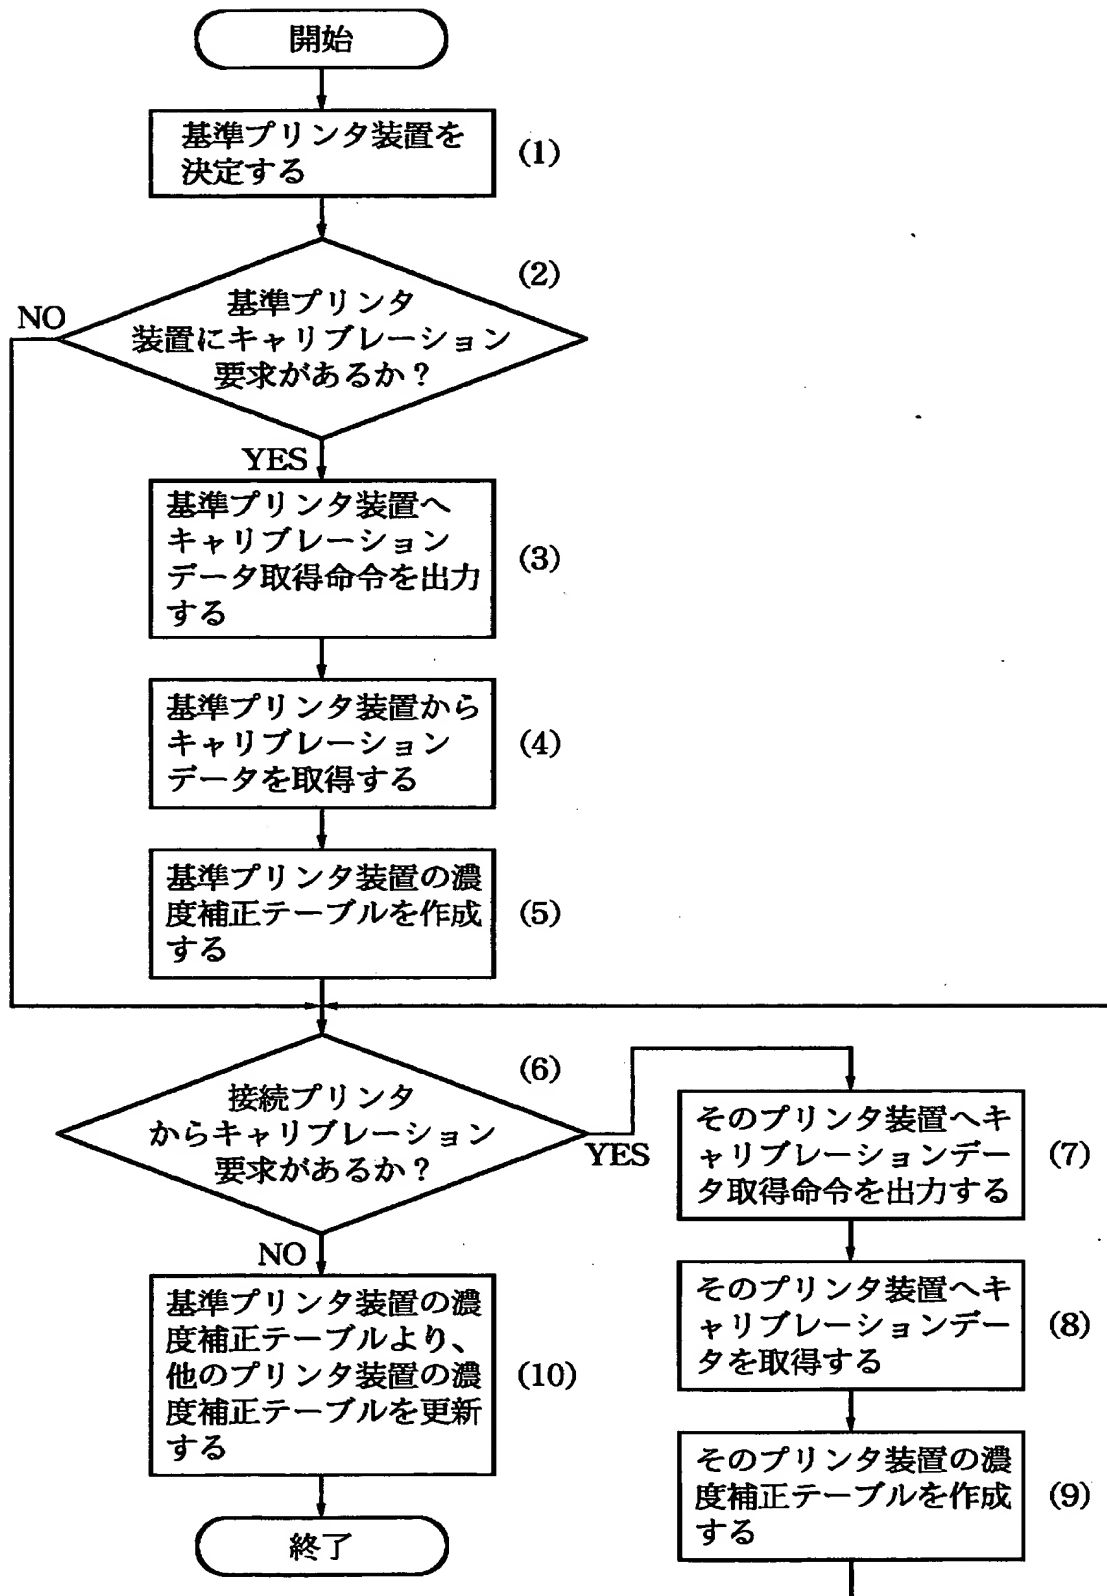 開始
基準プリンタ装置を
決定する
(1)
(2)
基準プリンタ
装置にキャリブレーション
要求があるか？
NO
YES
基準プリンタ装置へ
キャリブレーション
データ取得命令を出力
する
(3)
基準プリンタ装置から
キャリブレーション
データを取得する
(4)
基準プリンタ装置の濃
度補正テーブルを作成
する
(5)
(6)
接続プリンタ
からキャリブレーション
要求があるか？
YES
NO
そのプリンタ装置へキ
ャリブレーションデー
タ取得命令を出力する
(7)
そのプリンタ装置へキ
ャリブレーションデー
タを取得する
(8)
そのプリンタ装置の濃
度補正テーブルを作成
する
(9)
基準プリンタ装置の濃
度補正テーブルより、
他のプリンタ装置の濃
度補正テーブルを更新
する
(10)
終了